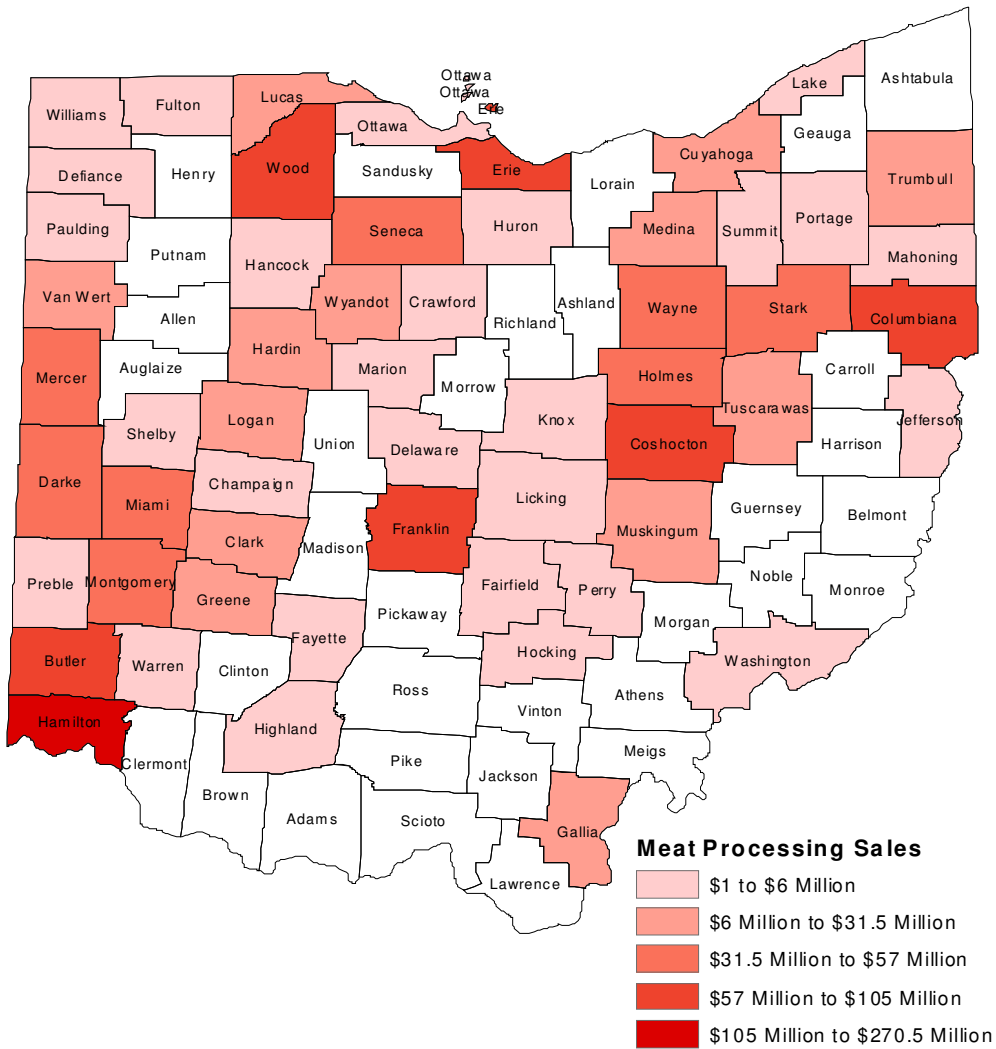 Ottawa
Ottawa
Erie
Ashtabula
Lake
Williams
Fulton
Lucas
Ottawa
Geauga
Cuyahoga
Defiance
Henry
Wood
Sandusky
Erie
Lorain
Trumbull
Paulding
Seneca
Huron
Medina
Summit
Portage
Putnam
Hancock
Mahoning
Van Wert
Wyandot
Crawford
Ashland
Wayne
Stark
Columbiana
Allen
Richland
Hardin
Mercer
Auglaize
Marion
Morrow
Holmes
Carroll
Tuscarawas
Jefferson
Shelby
Logan
Union
Delaware
Knox
Coshocton
Harrison
Darke
Champaign
Miami
Licking
Guernsey
Belmont
Franklin
Muskingum
Clark
Madison
Preble
Montgomery
Greene
Fairfield
Perry
Noble
Monroe
Pickaway
Morgan
Fayette
Butler
Warren
Clinton
Hocking
Washington
Ross
Athens
Hamilton
Highland
Vinton
Clermont
Pike
Jackson
Meigs
Brown
Adams
Scioto
Gallia
Lawrence
Meat Processing Sales
$1 to $6 Million
$6 Million to $31.5 Million
$31.5 Million to $57 Million
$57 Million to $105 Million
$105 Million to $270.5 Million